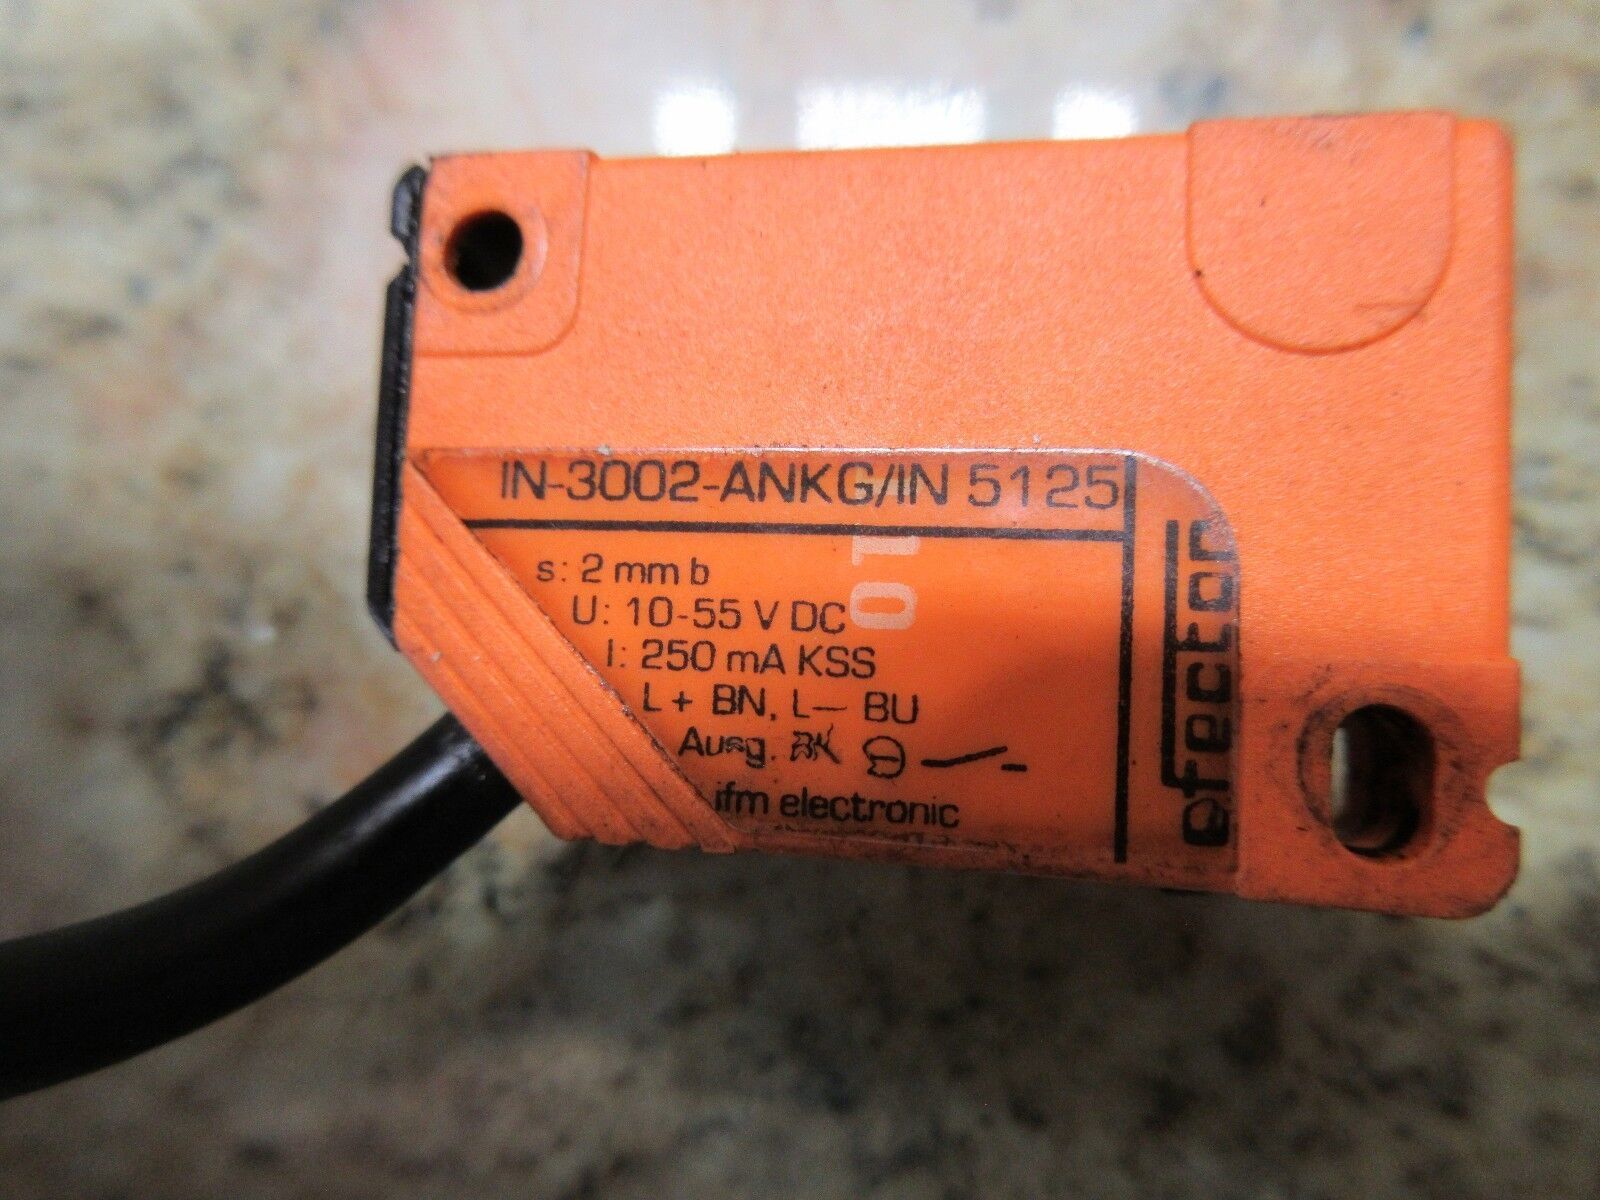 IN-3002-ANKG/IN 5125
s: 2 mm b
U: 10-55 V DC
I: 250 mA KSS
L+ BN, L— BU
Ausg. BK
ifm electronic
efector
01